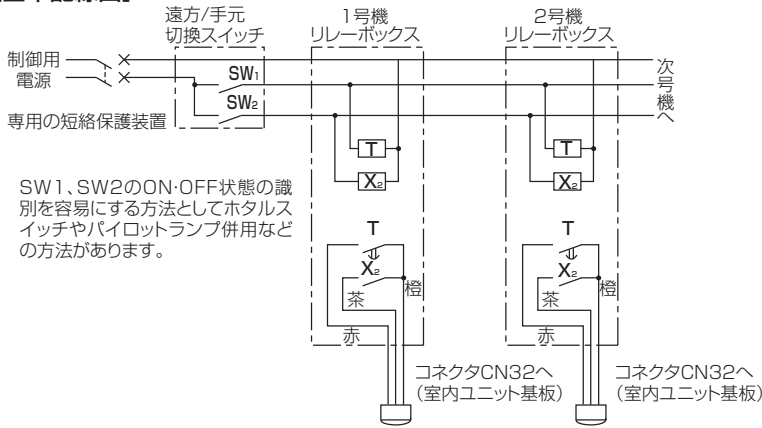 遠方/手元
切換スイッチ
1号機
リレーボックス
2号機
リレーボックス
制御用
電源
専用の短絡保護装置
SW1
SW2
次号機へ
T
X2
T
X2
SW1、SW2のON・OFF状態の識
別を容易にする方法としてホタルス
イッチやパイロットランプ併用など
の方法があります。
T
X2
茶
橙
赤
T
X2
茶
橙
赤
コネクタCN32へ
(室内ユニット基板)
コネクタCN32へ
(室内ユニット基板)